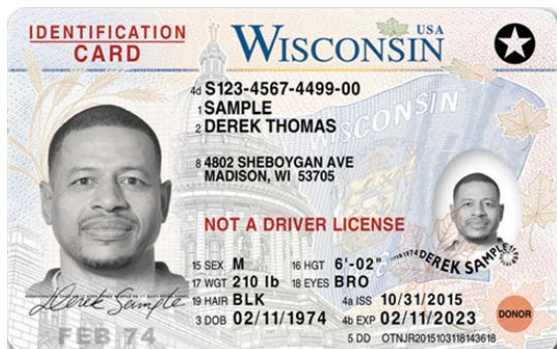 IDENTIFICATION
CARD
WISCONSIN USA
4d S123-4567-4499-00
1 SAMPLE
2 DEREK THOMAS
8 4802 SHEBOYGAN AVE
MADISON, WI 53705
WISCONSIN
NOT A DRIVER LICENSE
15 SEX M 16 HGT 6'-02"
17 WGT 210 lb 18 EYES BRO
19 HAIR BLK 4a ISS 10/31/2015
3 DOB 02/11/1974 4b EXP 02/11/2023
5 DD OTNJR2015103118143618
DEREK SAMPLE
DONOR
Derek Sample
FEB 74